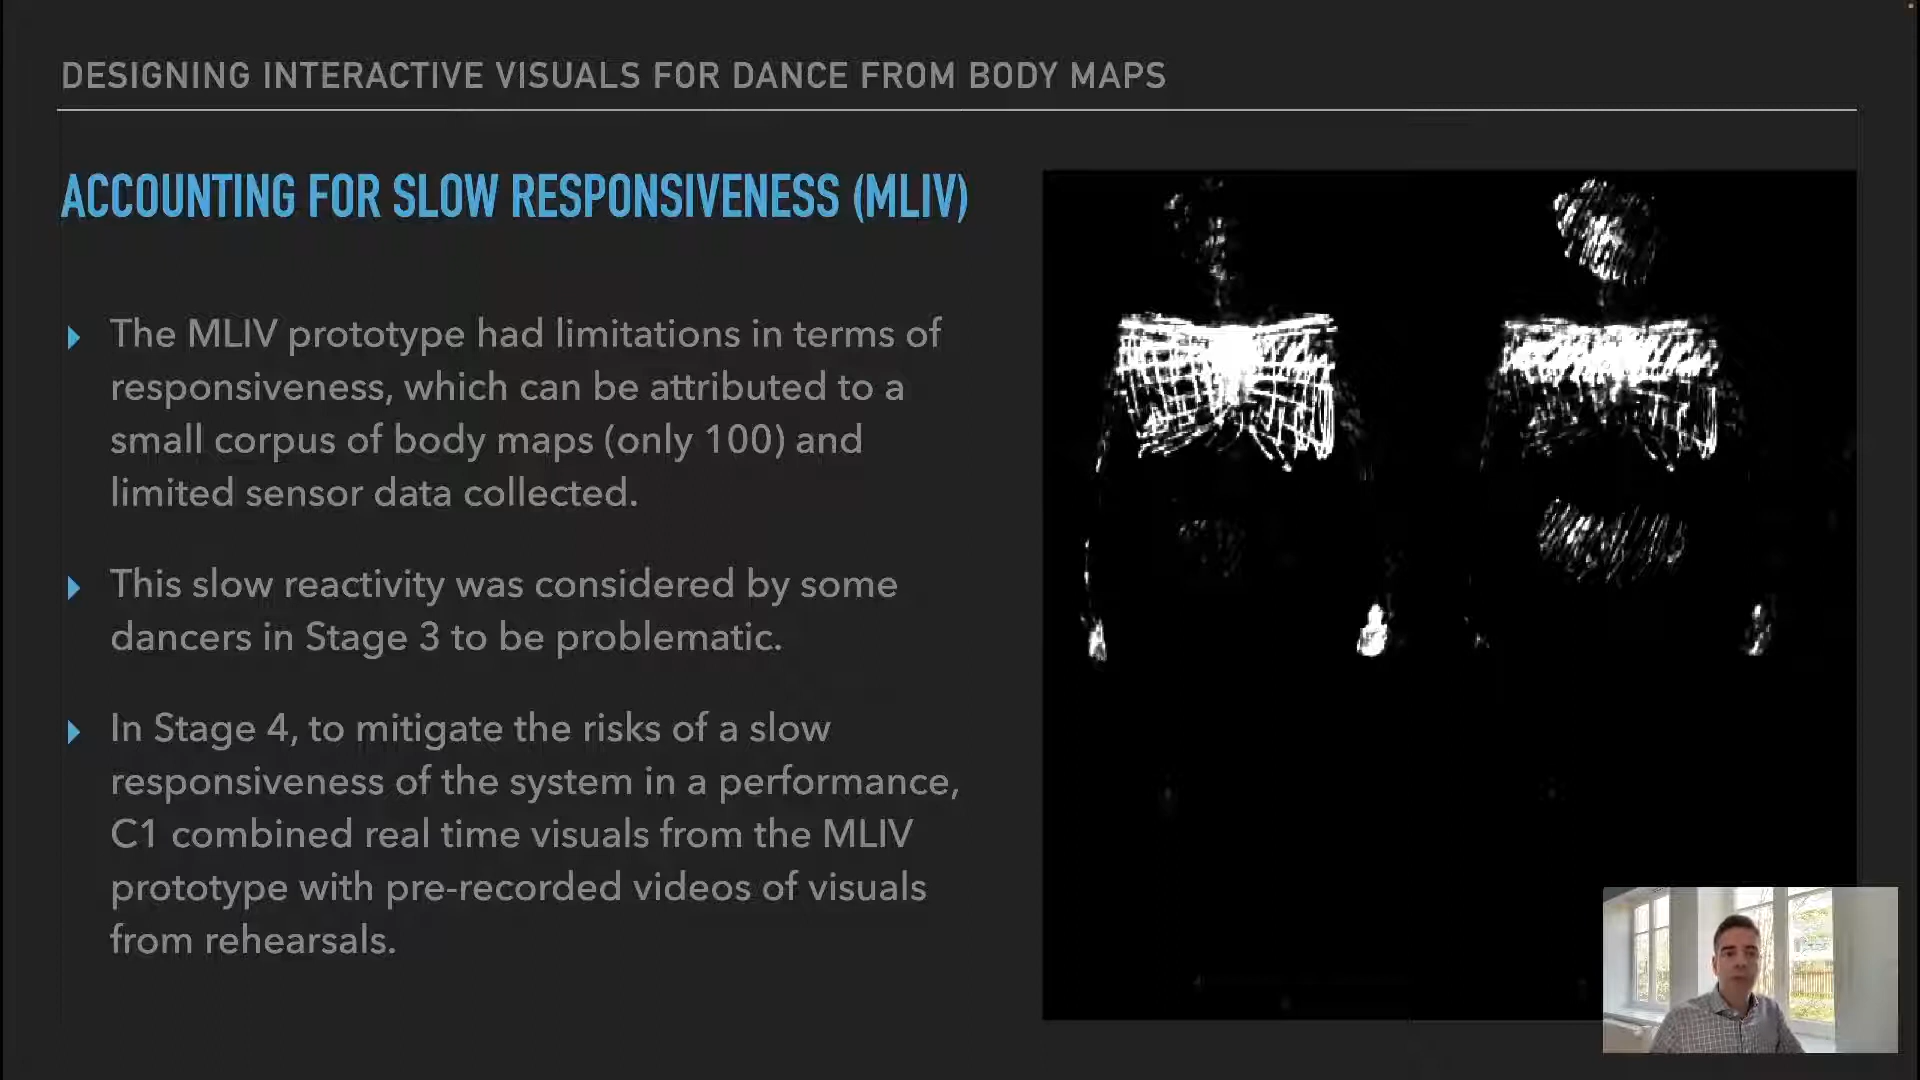 DESIGNING INTERACTIVE VISUALS FOR DANCE FROM BODY MAPS
ACCOUNTING FOR SLOW RESPONSIVENESS (MLIV)
The MLIV prototype had limitations in terms of
responsiveness, which can be attributed to a
small corpus of body maps (only 100) and
limited sensor data collected.
This slow reactivity was considered by some
dancers in Stage 3 to be problematic.
In Stage 4, to mitigate the risks of a slow
responsiveness of the system in a performance,
C1 combined real time visuals from the MLIV
prototype with pre-recorded videos of visuals
from rehearsals.